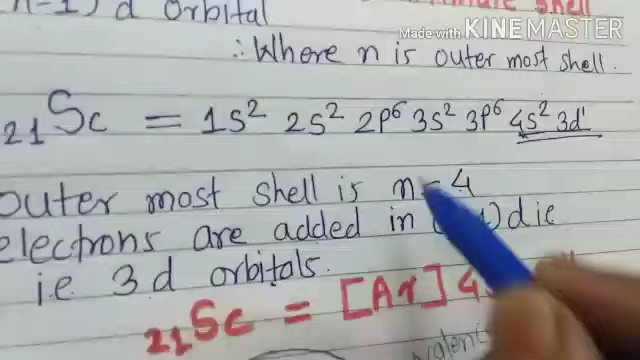 n-1) d orbital
Made with KINEMASTER
∴ Where n is outer most shell.
₂₁Sc = 1s² 2s² 2p⁶ 3s² 3p⁶ 4s² 3d¹
outer most shell is n = 4
electrons are added in ( ) d ie
i.e 3d orbitals.
₂₁Sc = [Ar] 4s